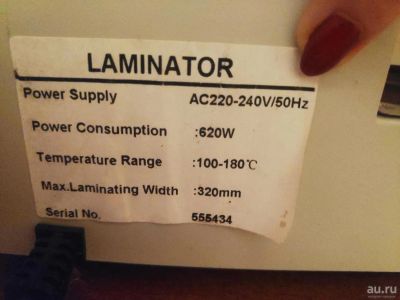 LAMINATOR
Power Supply AC220-240V/50Hz
Power Consumption :620W
Temperature Range :100-180℃
Max.Laminating Width :320mm
Serial No. 555434
au.ru